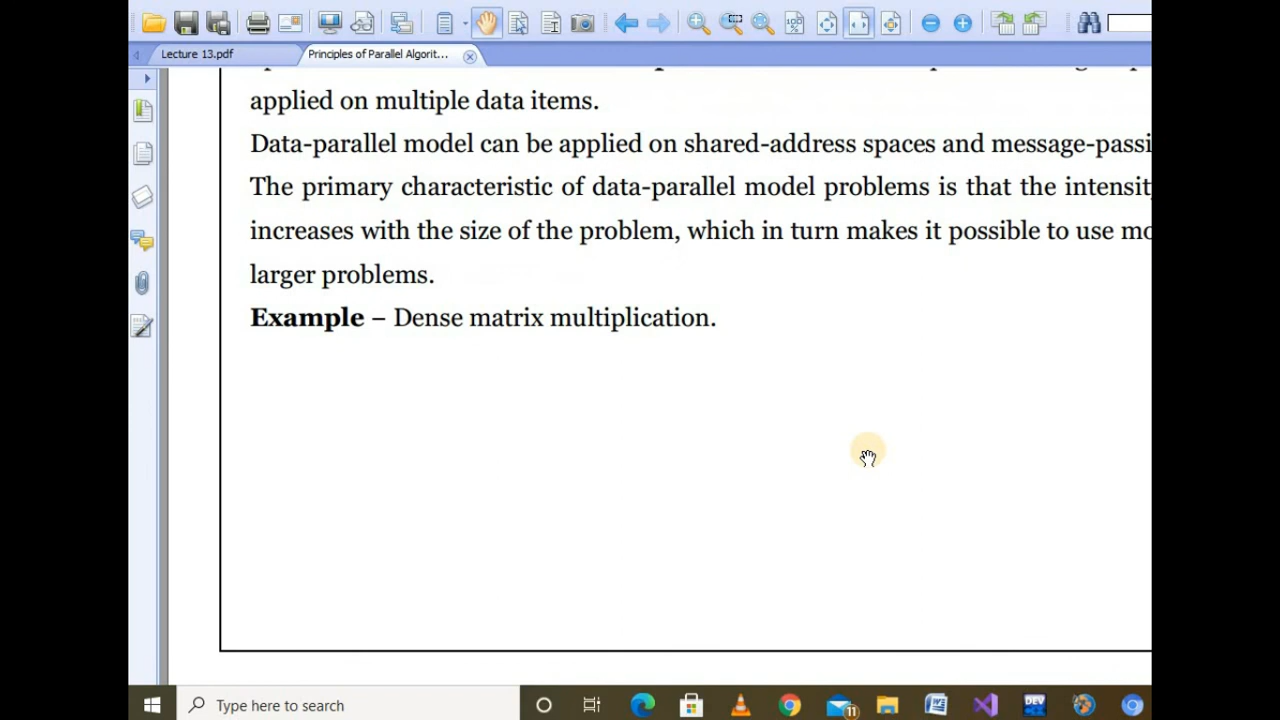 Lecture 13.pdf
Principles of Parallel Algorit...
applied on multiple data items.
Data-parallel model can be applied on shared-address spaces and message-passi
The primary characteristic of data-parallel model problems is that the intensity
increases with the size of the problem, which in turn makes it possible to use mo
larger problems.
Example – Dense matrix multiplication.
Type here to search
11
DEV